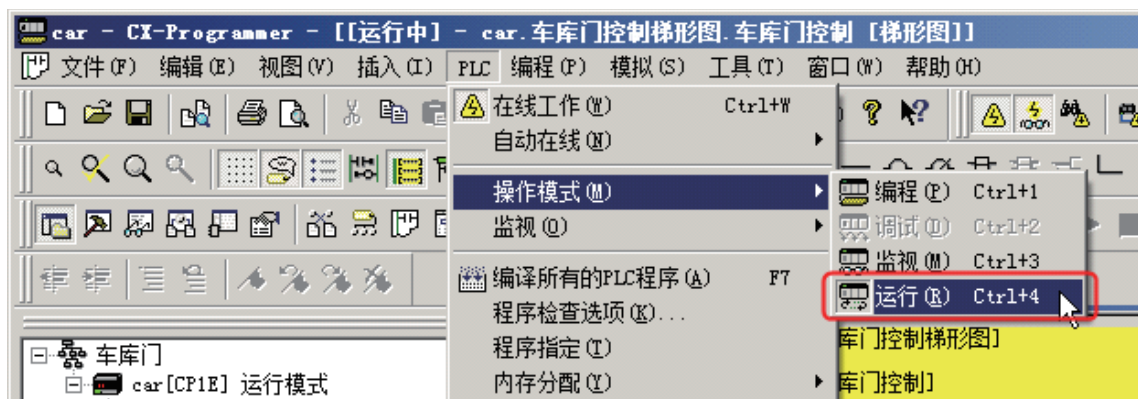 car - CX-Programmer - [[运行中] - car.车库门控制梯形图.车库门控制 [梯形图]]
文件(F) 编辑(E) 视图(V) 插入(I) PLC 编程(P) 模拟(S) 工具(T) 窗口(W) 帮助(H)
在线工作(W) Ctrl+W
自动在线(N)
操作模式(M)
编程(P) Ctrl+1
监视(O)
调试(D) Ctrl+2
监视(M) Ctrl+3
编译所有的PLC程序(A) F7
运行(R) Ctrl+4
程序检查选项(K)...
程序指定(T)
库门控制梯形图]
车库门
car[CP1E] 运行模式
内存分配(Y)
库门控制]